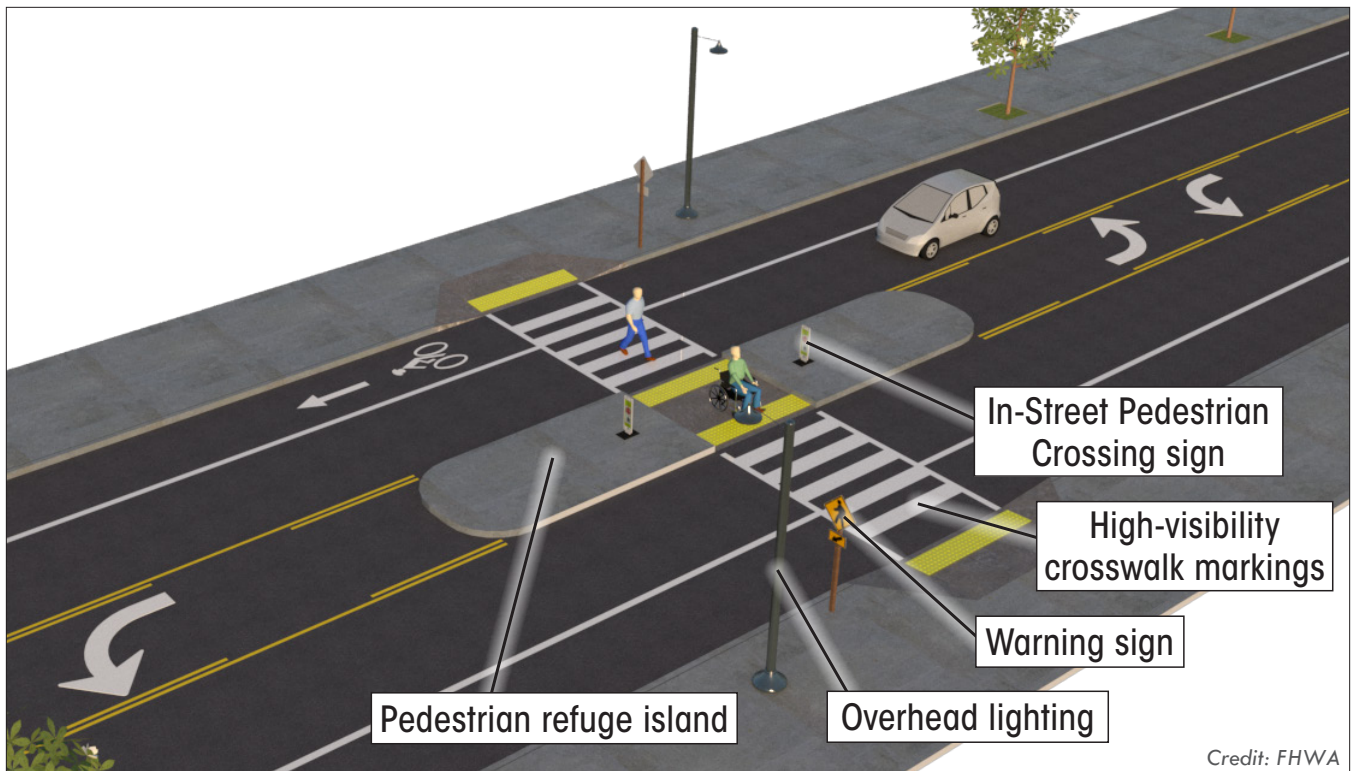 In-Street Pedestrian
Crossing sign
High-visibility
crosswalk markings
Warning sign
Pedestrian refuge island
Overhead lighting
Credit: FHWA